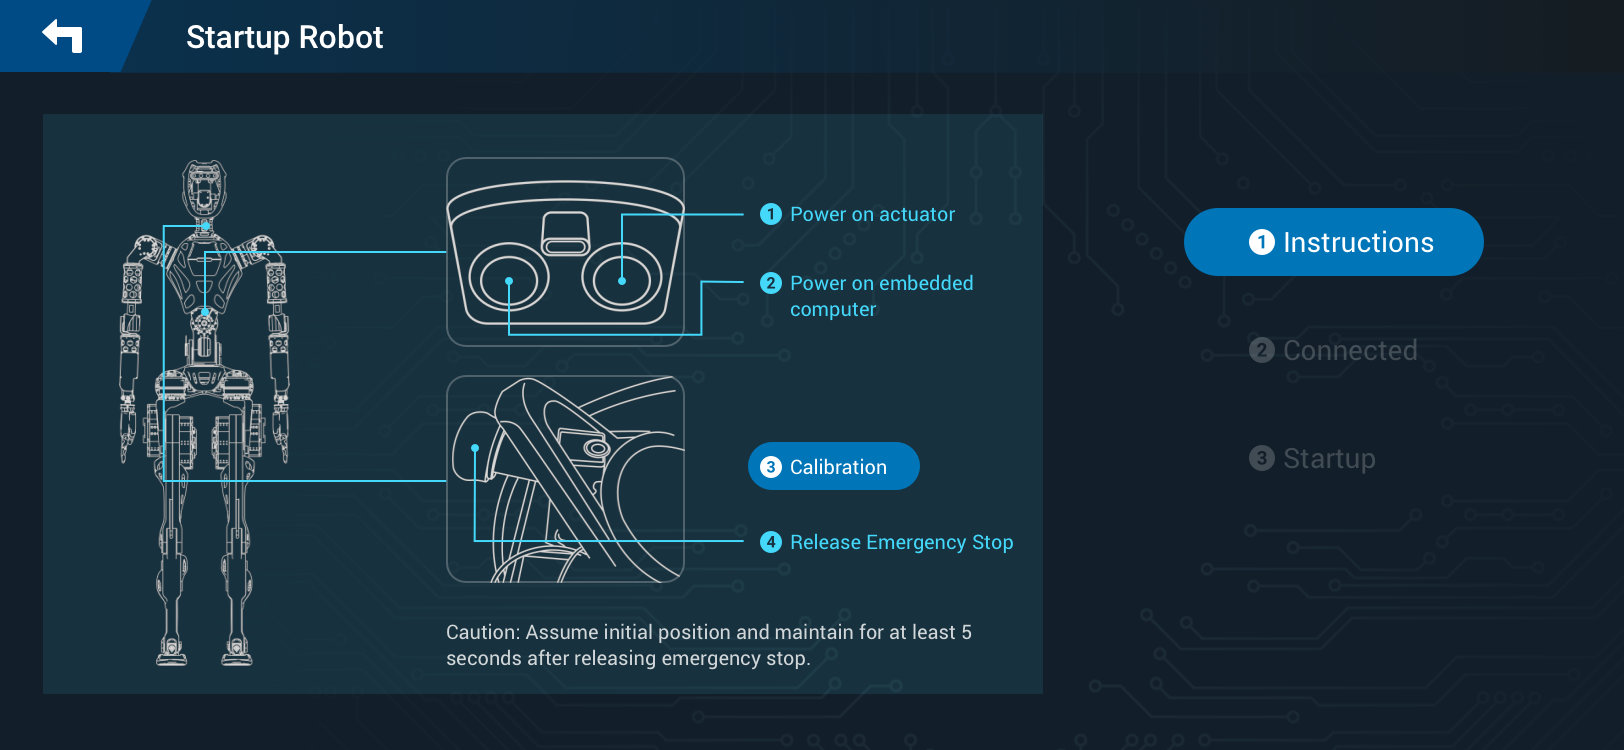 Startup Robot
1 Power on actuator
2 Power on embedded
computer
3 Calibration
4 Release Emergency Stop
Caution: Assume initial position and maintain for at least 5
seconds after releasing emergency stop.
1 Instructions
2 Connected
3 Startup